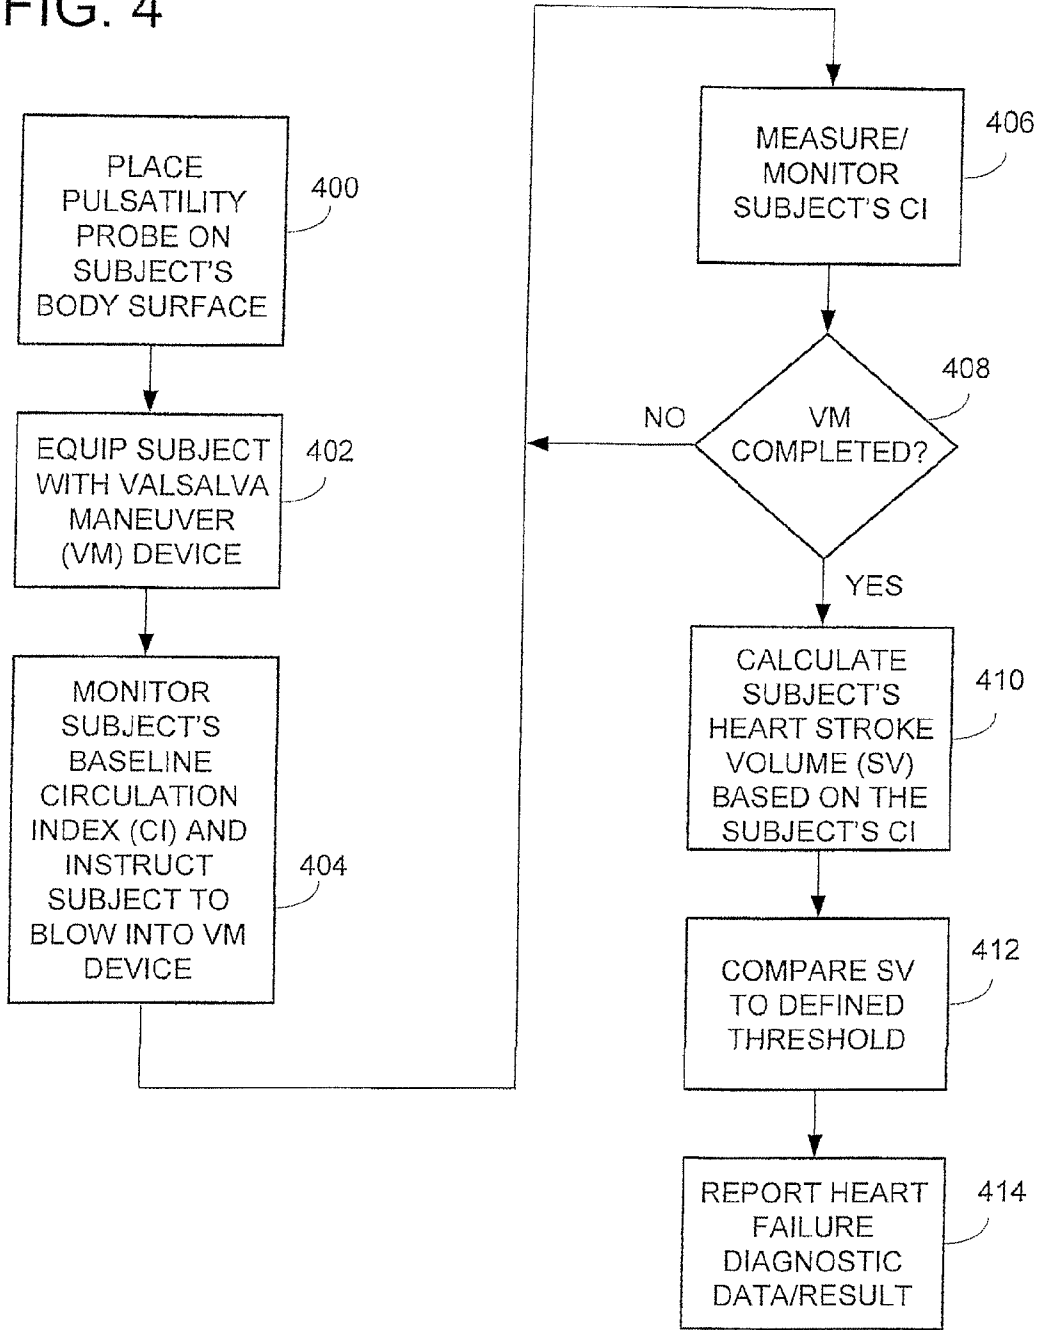 FIG. 4
PLACE
PULSATILITY
PROBE ON
SUBJECT'S
BODY SURFACE
400
EQUIP SUBJECT
WITH VALSALVA
MANEUVER
(VM) DEVICE
402
MONITOR
SUBJECT'S
BASELINE
CIRCULATION
INDEX (CI) AND
INSTRUCT
SUBJECT TO
BLOW INTO VM
DEVICE
404
MEASURE/
MONITOR
SUBJECT'S CI
406
VM
COMPLETED?
408
NO
YES
CALCULATE
SUBJECT'S
HEART STROKE
VOLUME (SV)
BASED ON THE
SUBJECT'S CI
410
COMPARE SV
TO DEFINED
THRESHOLD
412
REPORT HEART
FAILURE
DIAGNOSTIC
DATA/RESULT
414